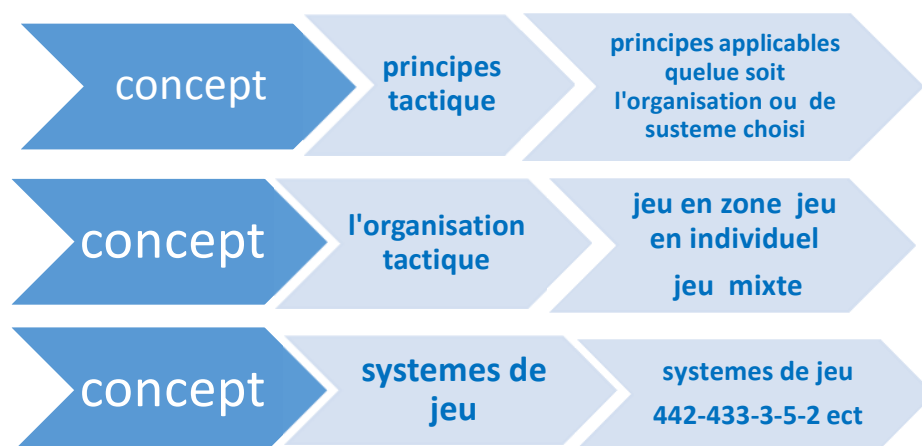 concept
principes
tactique
principes applicables
quelue soit
l'organisation ou de
susteme choisi
concept
l'organisation
tactique
jeu en zone jeu
en individuel
jeu mixte
concept
systemes de
jeu
systemes de jeu
442-433-3-5-2 ect